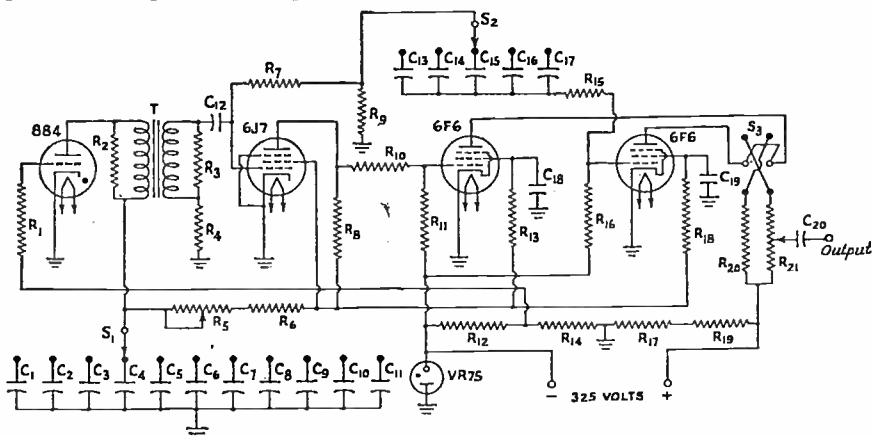 S2
C13 C14 C15 C16 C17
R7
R15
T
C12
R9
884
R2
6J7
6F6
6F6
S3
R3
R10
C18
C19
R1
R4
R8
R11
R13
R16
R18
R20
R21
C20
Output
R5
R6
S1
R12
R14
R17
R19
C1 C2 C3 C4 C5 C6 C7 C8 C9 C10 C11
VR75
- 325 VOLTS +